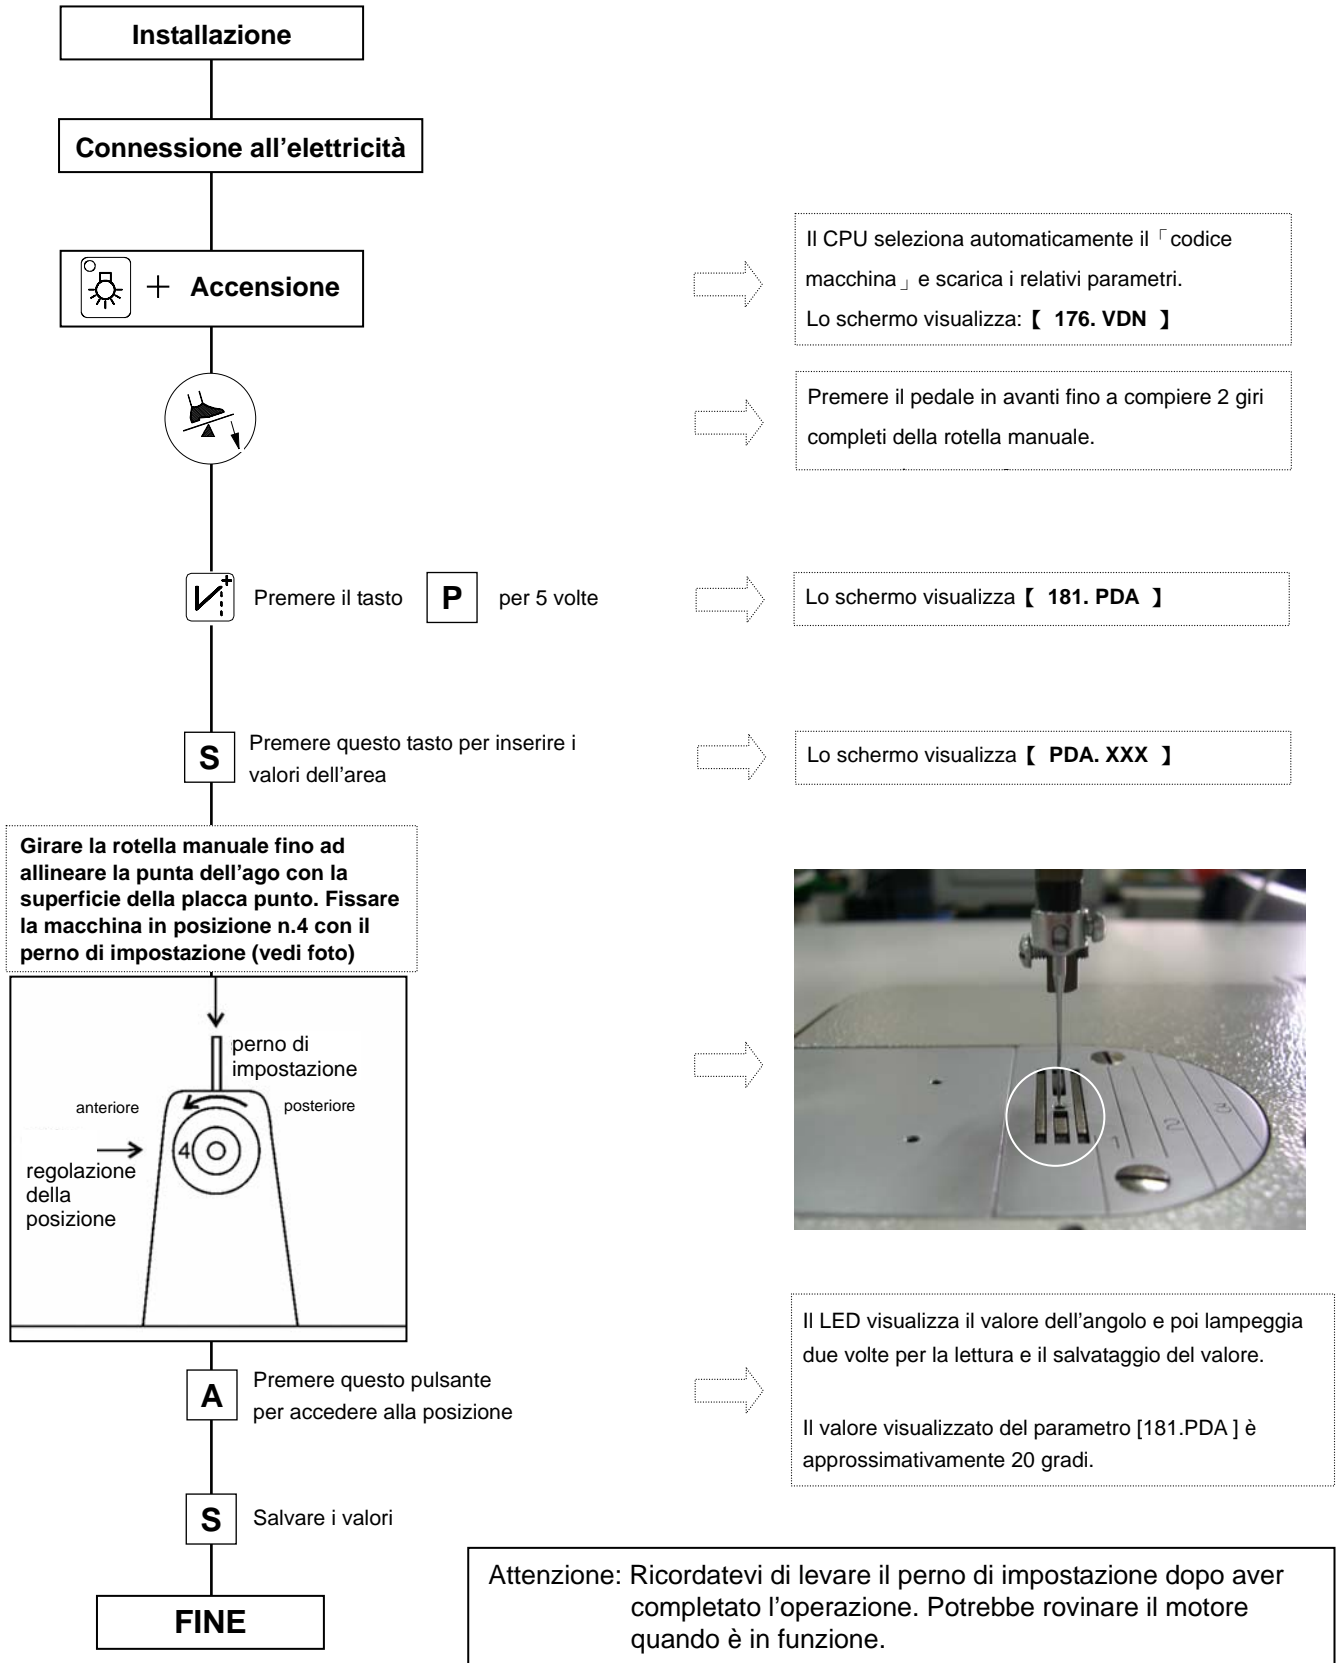 Installazione
Connessione all'elettricità
+ Accensione
Il CPU seleziona automaticamente il「codice
macchina」e scarica i relativi parametri.
Lo schermo visualizza:【 176. VDN 】
Premere il pedale in avanti fino a compiere 2 giri
completi della rotella manuale.
Premere il tasto P per 5 volte
Lo schermo visualizza【 181. PDA 】
S
Premere questo tasto per inserire i
valori dell'area
Lo schermo visualizza【 PDA. XXX 】
Girare la rotella manuale fino ad
allineare la punta dell'ago con la
superficie della placca punto. Fissare
la macchina in posizione n.4 con il
perno di impostazione (vedi foto)
perno di
impostazione
anteriore
posteriore
4
regolazione
della
posizione
1
2
3
A
Premere questo pulsante
per accedere alla posizione
Il LED visualizza il valore dell'angolo e poi lampeggia
due volte per la lettura e il salvataggio del valore.
Il valore visualizzato del parametro [181.PDA ] è
approssimativamente 20 gradi.
S
Salvare i valori
FINE
Attenzione: Ricordatevi di levare il perno di impostazione dopo aver
completato l'operazione. Potrebbe rovinare il motore
quando è in funzione.